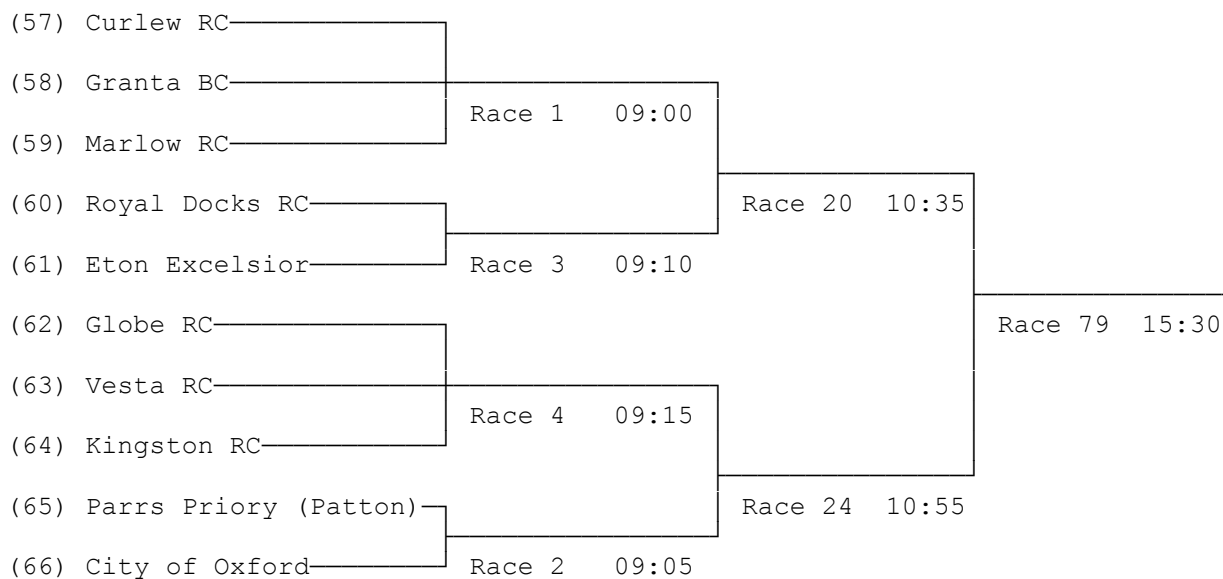 (57) Curlew RC
(58) Granta BC
Race 1 09:00
(59) Marlow RC
(60) Royal Docks RC
Race 20 10:35
(61) Eton Excelsior
Race 3 09:10
(62) Globe RC
Race 79 15:30
(63) Vesta RC
Race 4 09:15
(64) Kingston RC
(65) Parrs Priory (Patton)
Race 24 10:55
(66) City of Oxford
Race 2 09:05